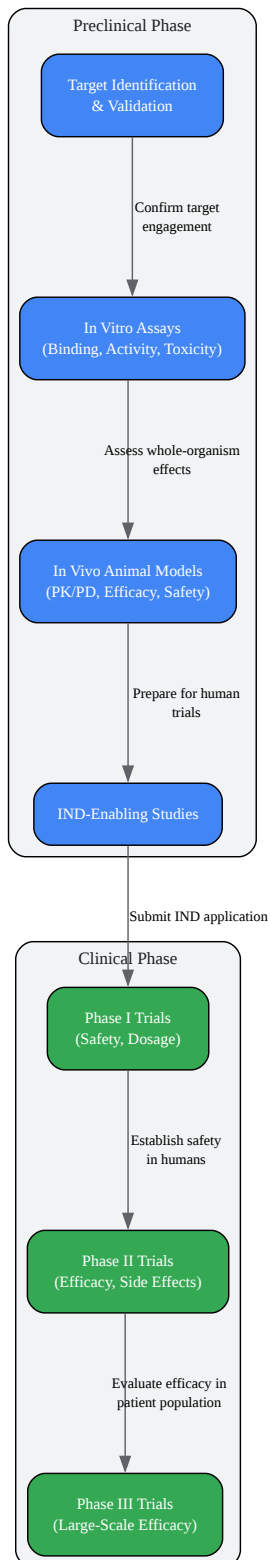 Preclinical Phase
Target Identification
& Validation
Confirm target
engagement
In Vitro Assays
(Binding, Activity, Toxicity)
Assess whole-organism
effects
In Vivo Animal Models
(PK/PD, Efficacy, Safety)
Prepare for human
trials
IND-Enabling Studies
Submit IND application
Clinical Phase
Phase I Trials
(Safety, Dosage)
Establish safety
in humans
Phase II Trials
(Efficacy, Side Effects)
Evaluate efficacy in
patient population
Phase III Trials
(Large-Scale Efficacy)